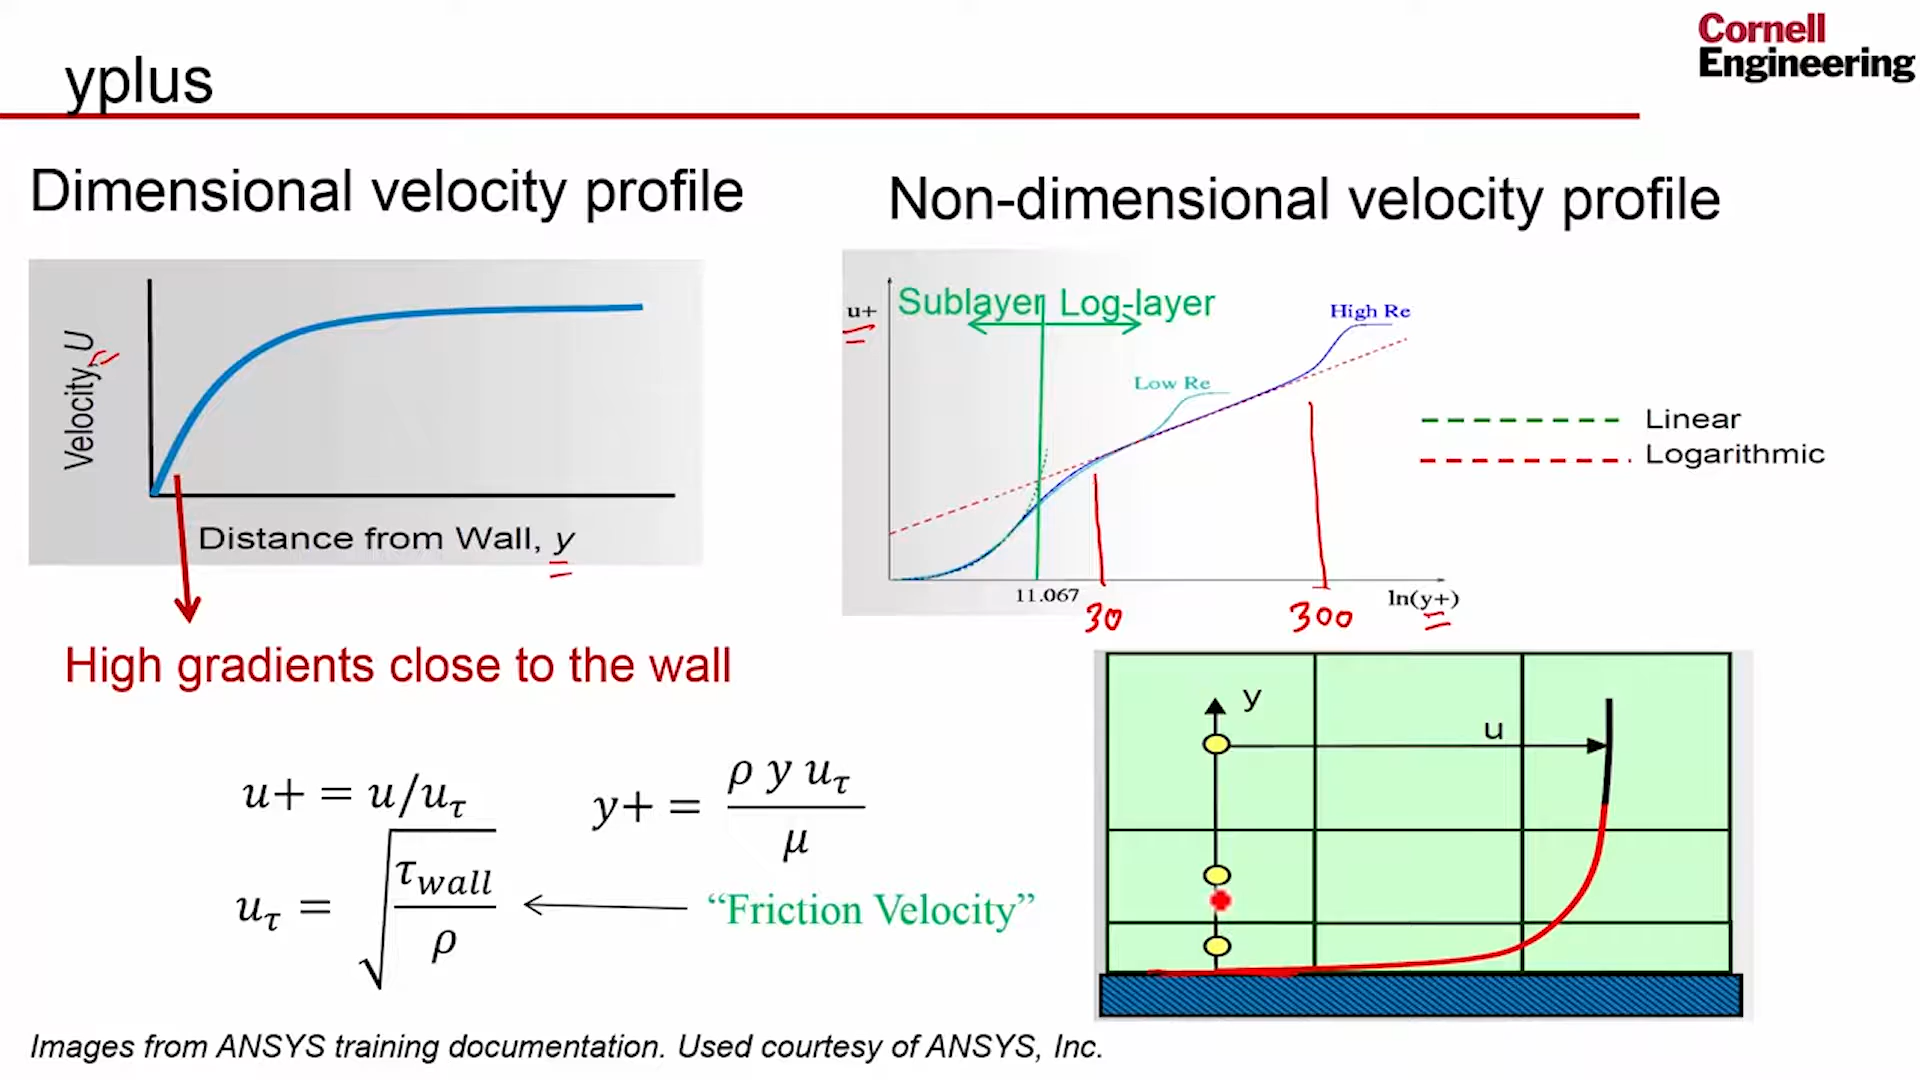 Cornell
Engineering
yplus
Dimensional velocity profile
Non-dimensional velocity profile
Velocity, U
Distance from Wall, y
High gradients close to the wall
u+
Sublayer Log-layer
High Re
Low Re
11.067
ln(y+)
30
300
Linear
Logarithmic
u+ = u/u_τ
y+ = ρ y u_τ / μ
u_τ = √(τ_wall / ρ)
“Friction Velocity”
y
u
Images from ANSYS training documentation. Used courtesy of ANSYS, Inc.